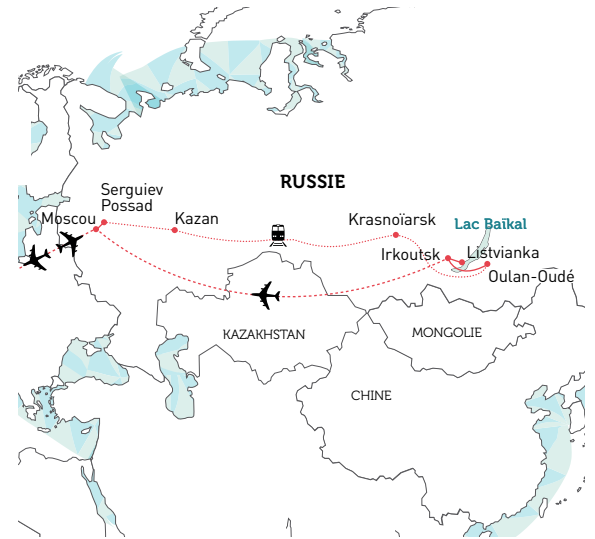 RUSSIE
Serguiev
Possad
Moscou
Kazan
Krasnoïarsk
Lac Baïkal
Irkoutsk
Listvianka
Oulan-Oudé
KAZAKHSTAN
MONGOLIE
CHINE